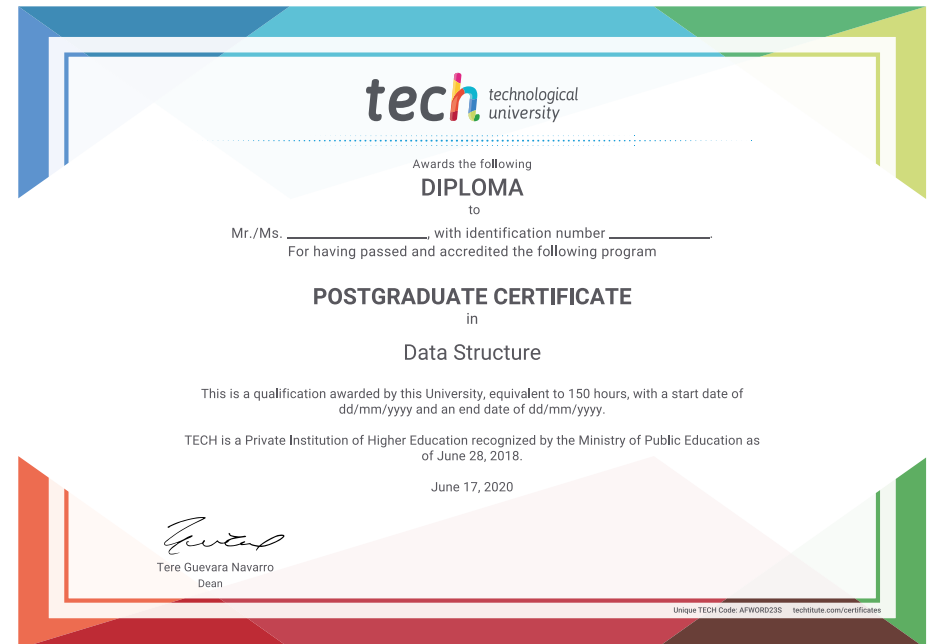 tech technological
university
Awards the following
DIPLOMA
to
Mr./Ms. ____________________, with identification number ______________.
For having passed and accredited the following program
POSTGRADUATE CERTIFICATE
in
Data Structure
This is a qualification awarded by this University, equivalent to 150 hours, with a start date of
dd/mm/yyyy and an end date of dd/mm/yyyy.
TECH is a Private Institution of Higher Education recognized by the Ministry of Public Education as
of June 28, 2018.
June 17, 2020
Tere Guevara Navarro
Dean
Unique TECH Code: AFWORD23S techtitute.com/certificates